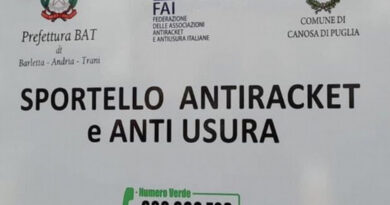 Prefettura BAT
di
Barletta - Andria - Trani
FAI
FEDERAZIONE
DELLE ASSOCIAZIONI
ANTIRACKET
E ANTIUSURA ITALIANE
COMUNE DI
CANOSA DI PUGLIA
SPORTELLO ANTIRACKET
e ANTI USURA
Numero Verde